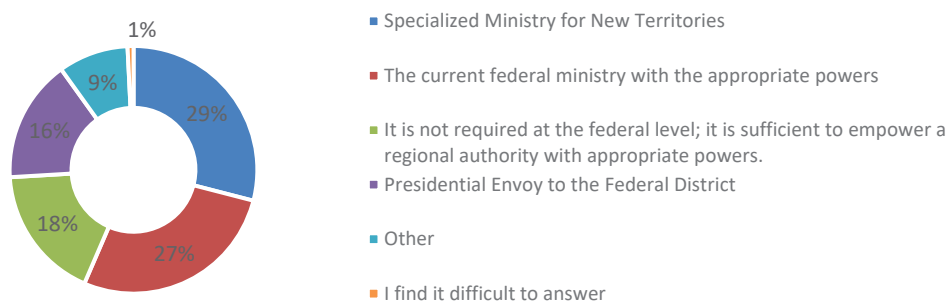 1%
9%
29%
16%
18%
27%
Specialized Ministry for New Territories
The current federal ministry with the appropriate powers
It is not required at the federal level; it is sufficient to empower a
regional authority with appropriate powers.
Presidential Envoy to the Federal District
Other
I find it difficult to answer